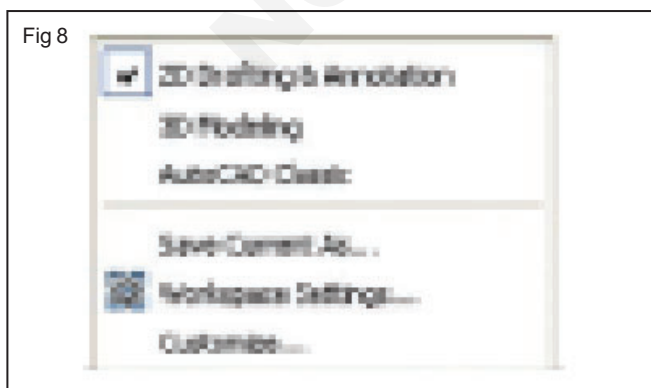 Fig 8
2D Drafting & Annotation
3D Modeling
AutoCAD Classic
Save Current As...
Workspace Settings...
Customize...